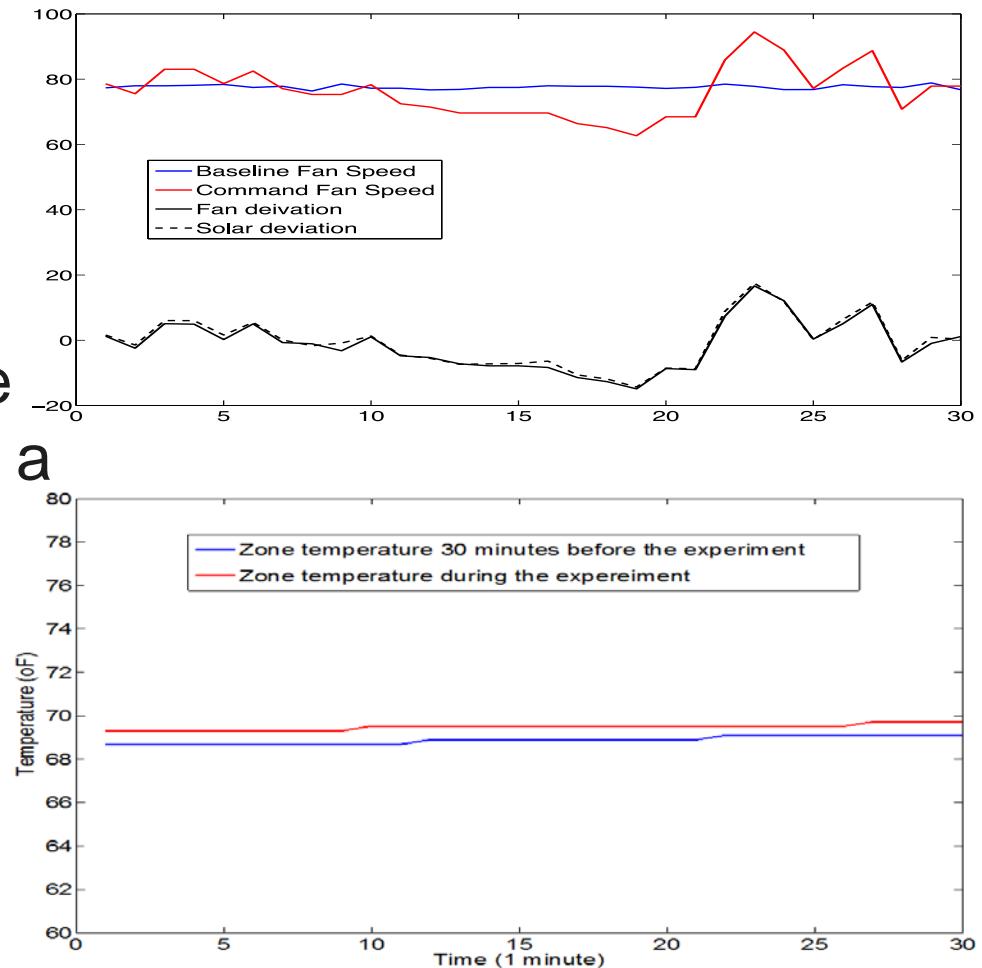 100
80
60
40
20
0
−20
Baseline Fan Speed
Command Fan Speed
Fan deivation
Solar deviation
0 5 10 15 20 25 30
e
a
80
78
76
74
72
70
68
66
64
62
60
Temperature (oF)
Zone temperature 30 minutes before the experiment
Zone temperature during the expereiment
0 5 10 15 20 25 30
Time (1 minute)